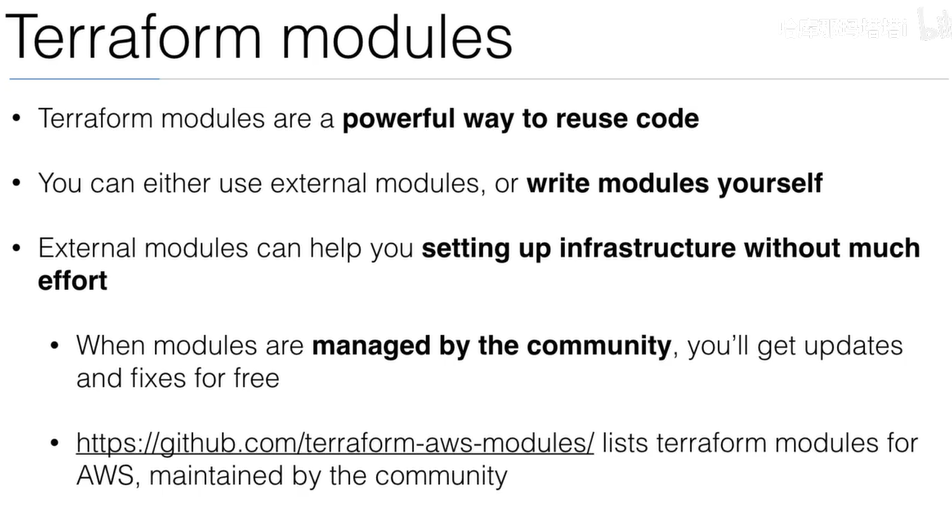 Terraform modules
• Terraform modules are a powerful way to reuse code
• You can either use external modules, or write modules yourself
• External modules can help you setting up infrastructure without much
effort
• When modules are managed by the community, you'll get updates
and fixes for free
• https://github.com/terraform-aws-modules/ lists terraform modules for
AWS, maintained by the community